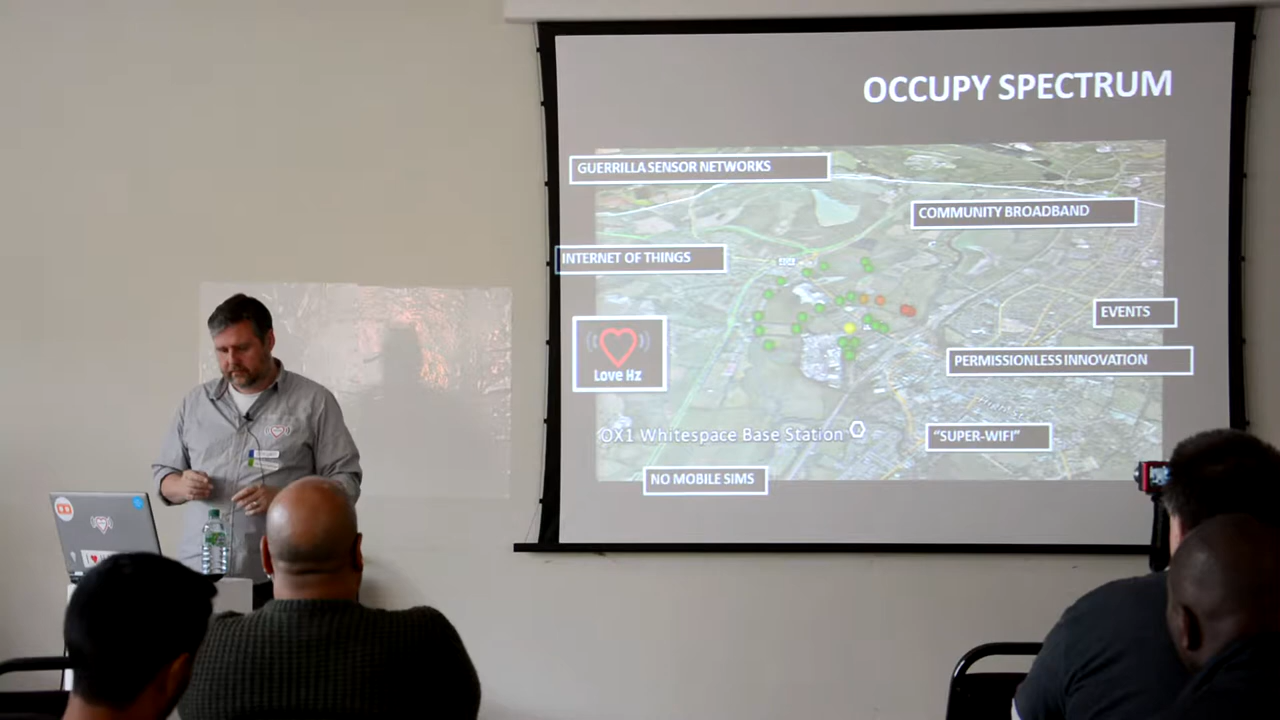 OCCUPY SPECTRUM
GUERRILLA SENSOR NETWORKS
COMMUNITY BROADBAND
INTERNET OF THINGS
EVENTS
Love Hz
PERMISSIONLESS INNOVATION
OX1 Whitespace Base Station
"SUPER-WIFI"
NO MOBILE SIMS